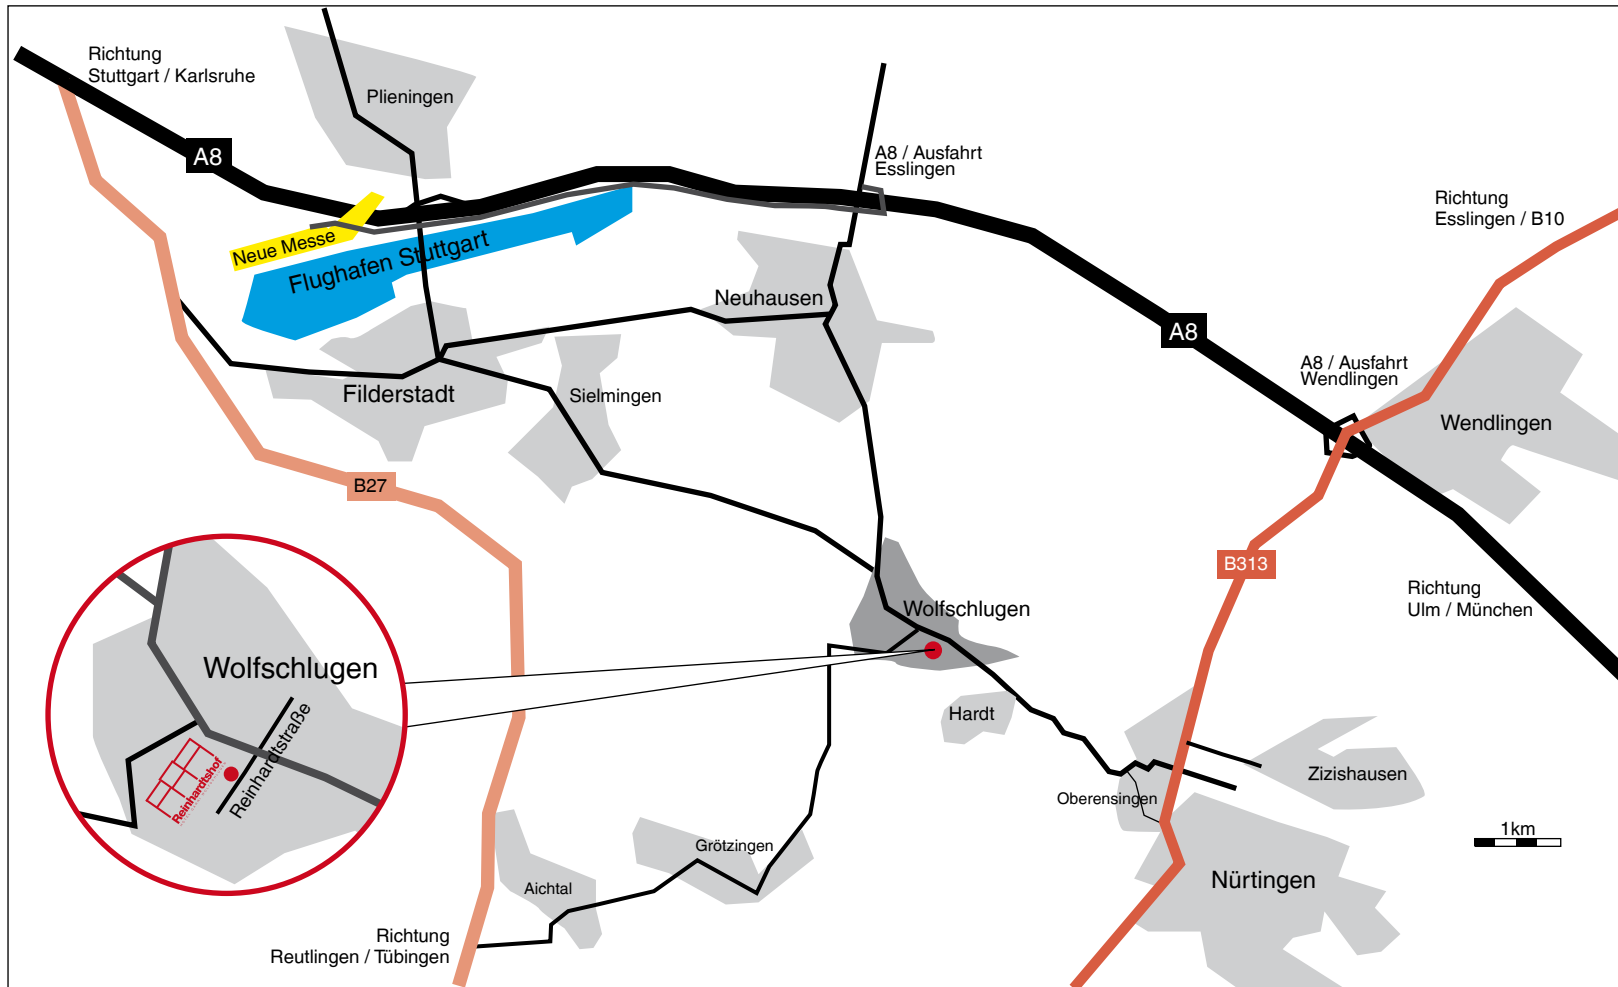 Richtung
Stuttgart / Karlsruhe
Plieningen
A8
A8 / Ausfahrt
Esslingen
Richtung
Esslingen / B10
Neue Messe
Flughafen Stuttgart
Neuhausen
A8
A8 / Ausfahrt
Wendlingen
Filderstadt
Sielmingen
Wendlingen
B27
B313
Richtung
Ulm / München
Wolfschlugen
Wolfschlugen
Reinhardtstraße
Reinhardtshof
Hardt
Zizishausen
Oberensingen
1km
Grötzingen
Aichtal
Nürtingen
Richtung
Reutlingen / Tübingen